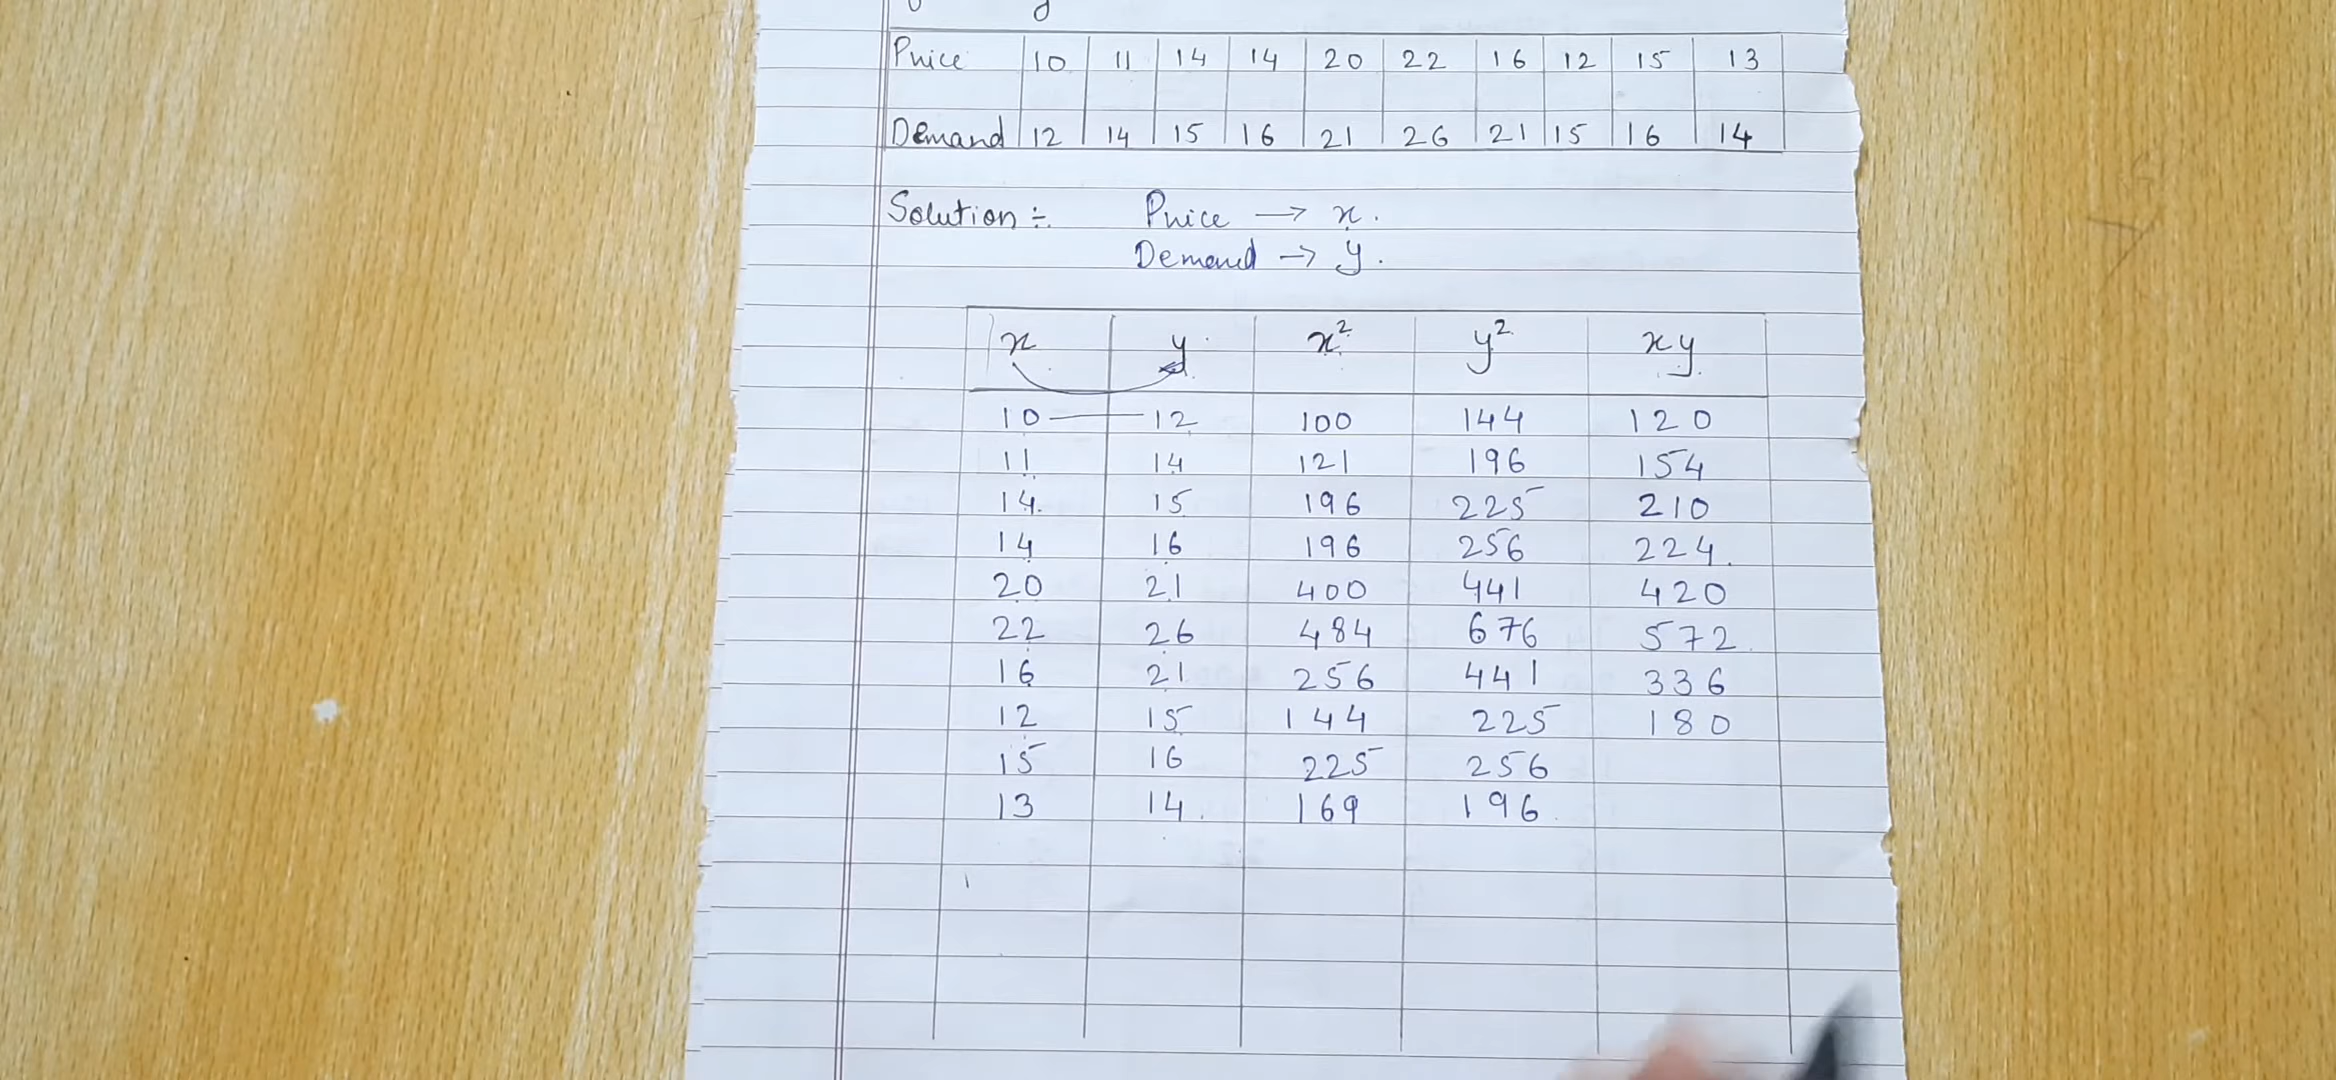 Price 10 11 14 14 20 22 16 12 15 13
Demand 12 14 15 16 21 26 21 15 16 14
Solution ÷ Price → x.
Demand → y.
x y x² y² xy
10 12 100 144 120
11 14 121 196 154
14 15 196 225 210
14 16 196 256 224
20 21 400 441 420
22 26 484 676 572
16 21 256 441 336
12 15 144 225 180
15 16 225 256
13 14 169 196